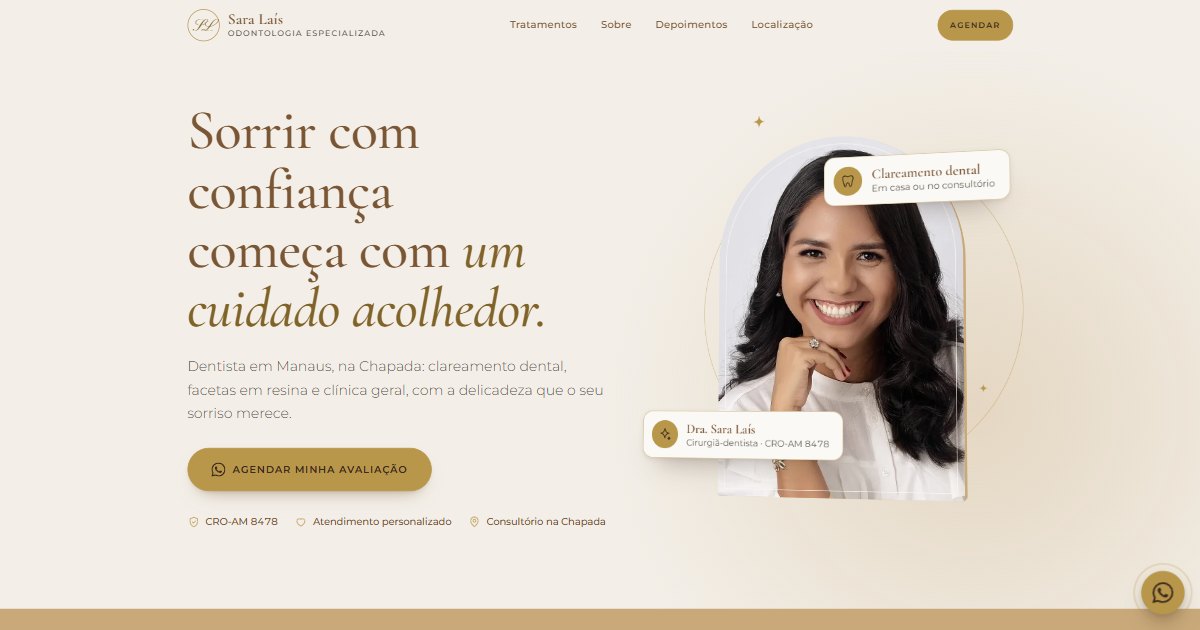 SL
Sara Laís
ODONTOLOGIA ESPECIALIZADA
Tratamentos
Sobre
Depoimentos
Localização
AGENDAR
Sorrir com
confiança
começa com um
cuidado acolhedor.
Dentista em Manaus, na Chapada: clareamento dental,
facetas em resina e clínica geral, com a delicadeza que o seu
sorriso merece.
AGENDAR MINHA AVALIAÇÃO
CRO-AM 8478
Atendimento personalizado
Consultório na Chapada
Clareamento dental
Em casa ou no consultório
Dra. Sara Laís
Cirurgiã-dentista · CRO-AM 8478